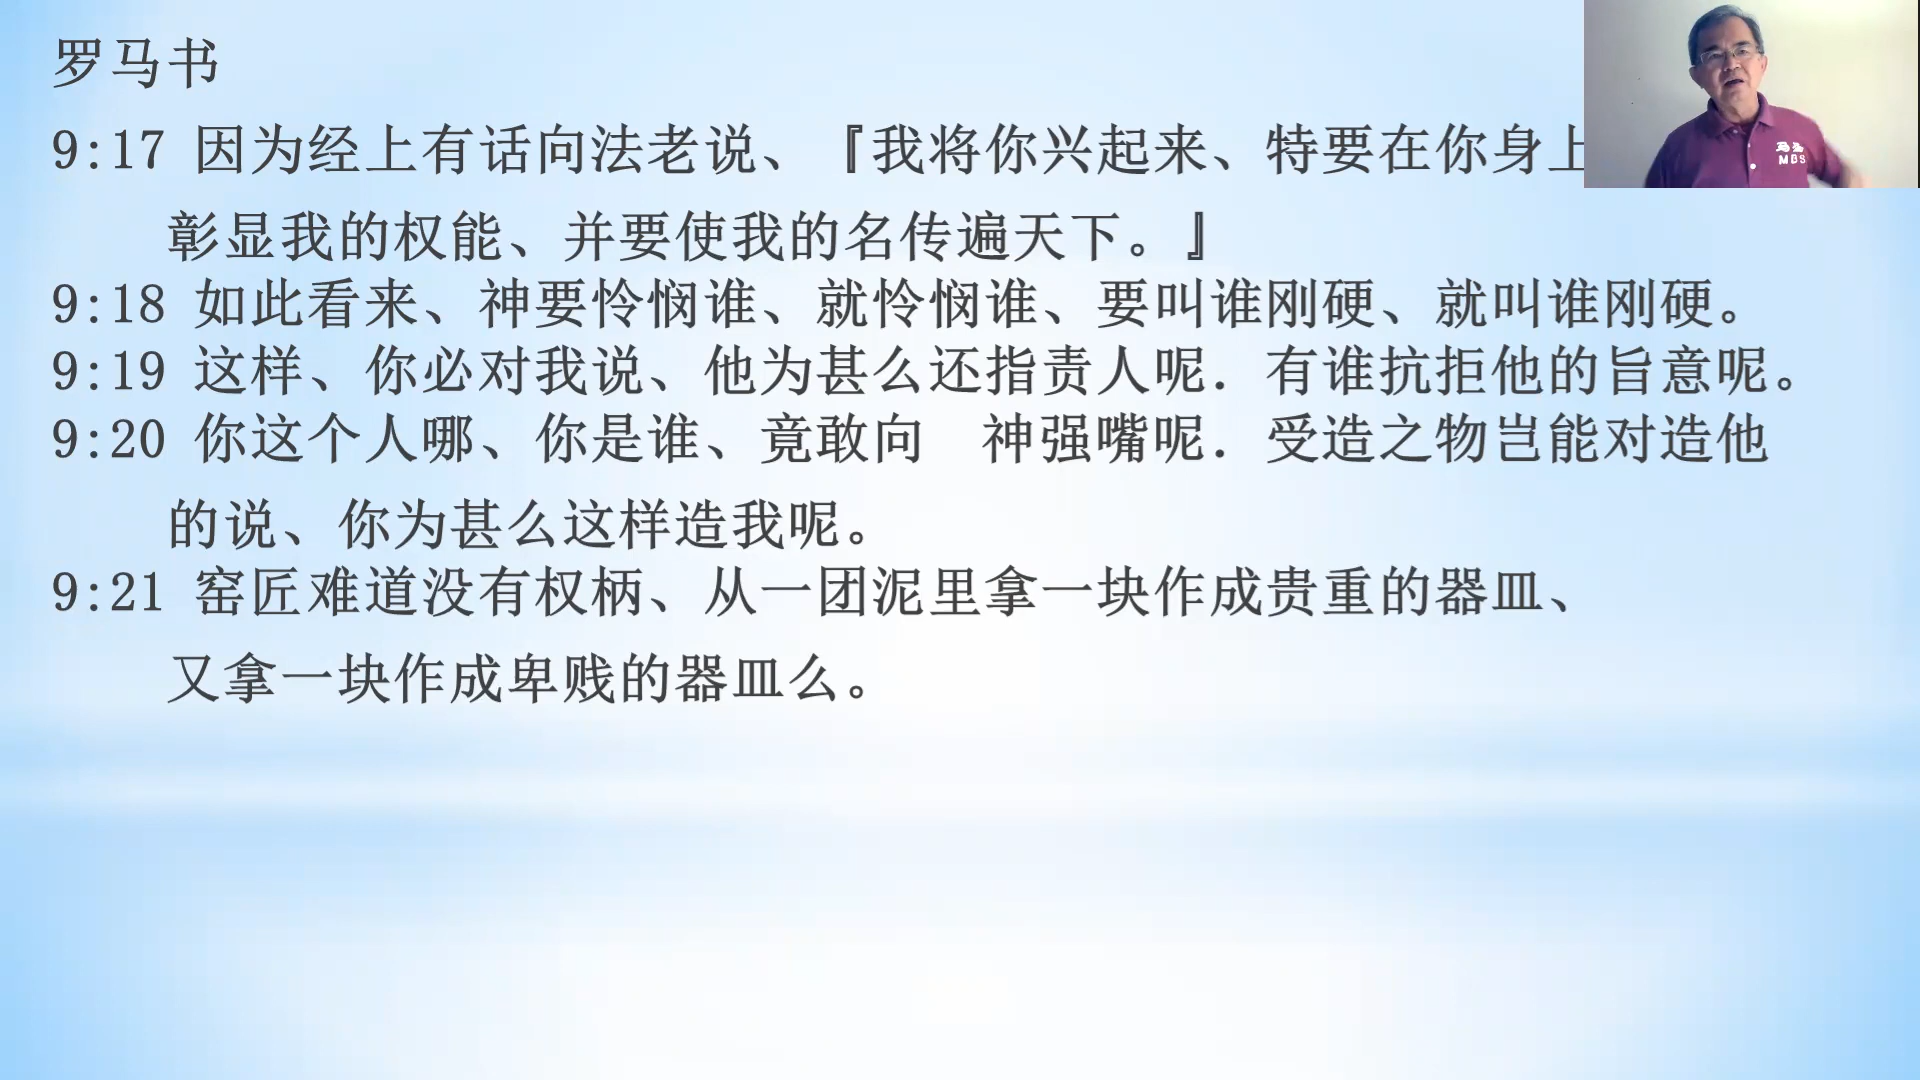 罗马书
9:17 因为经上有话向法老说、『我将你兴起来、特要在你身上
彰显我的权能、并要使我的名传遍天下。』
9:18 如此看来、神要怜悯谁、就怜悯谁、要叫谁刚硬、就叫谁刚硬。
9:19 这样、你必对我说、他为甚么还指责人呢．有谁抗拒他的旨意呢。
9:20 你这个人哪、你是谁、竟敢向　神强嘴呢．受造之物岂能对造他
的说、你为甚么这样造我呢。
9:21 窑匠难道没有权柄、从一团泥里拿一块作成贵重的器皿、
又拿一块作成卑贱的器皿么。